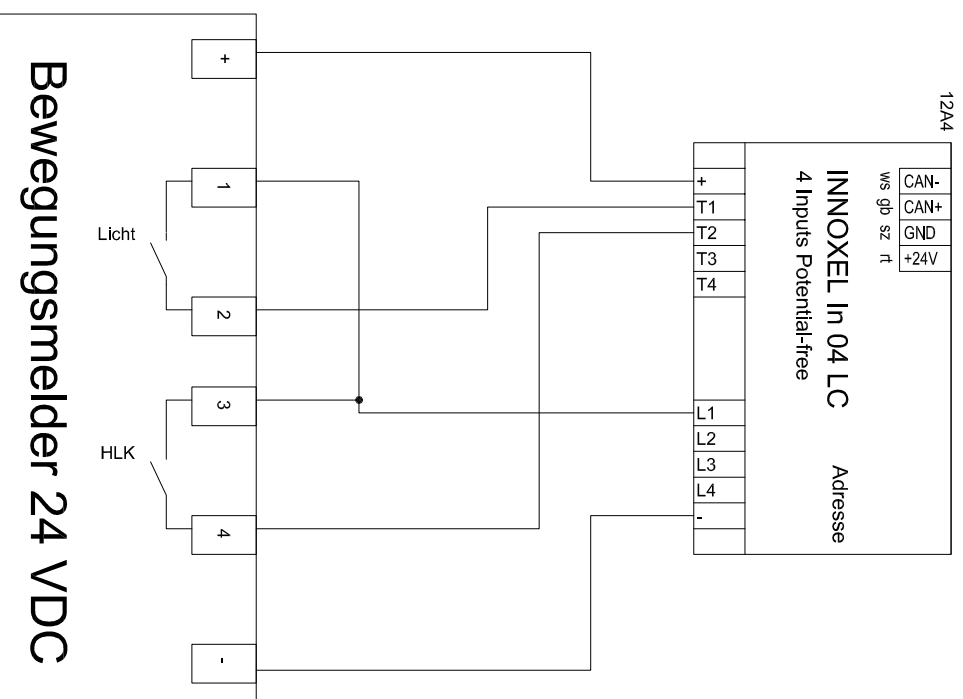 Bewegungsmelder 24 VDC
+
1
2
3
4
-
Licht
HLK
12A4
INNOXEL In 04 LC
4 Inputs Potential-free
Adresse
ws CAN-
gb CAN+
sz GND
rt +24V
+
T1
T2
T3
T4
L1
L2
L3
L4
-